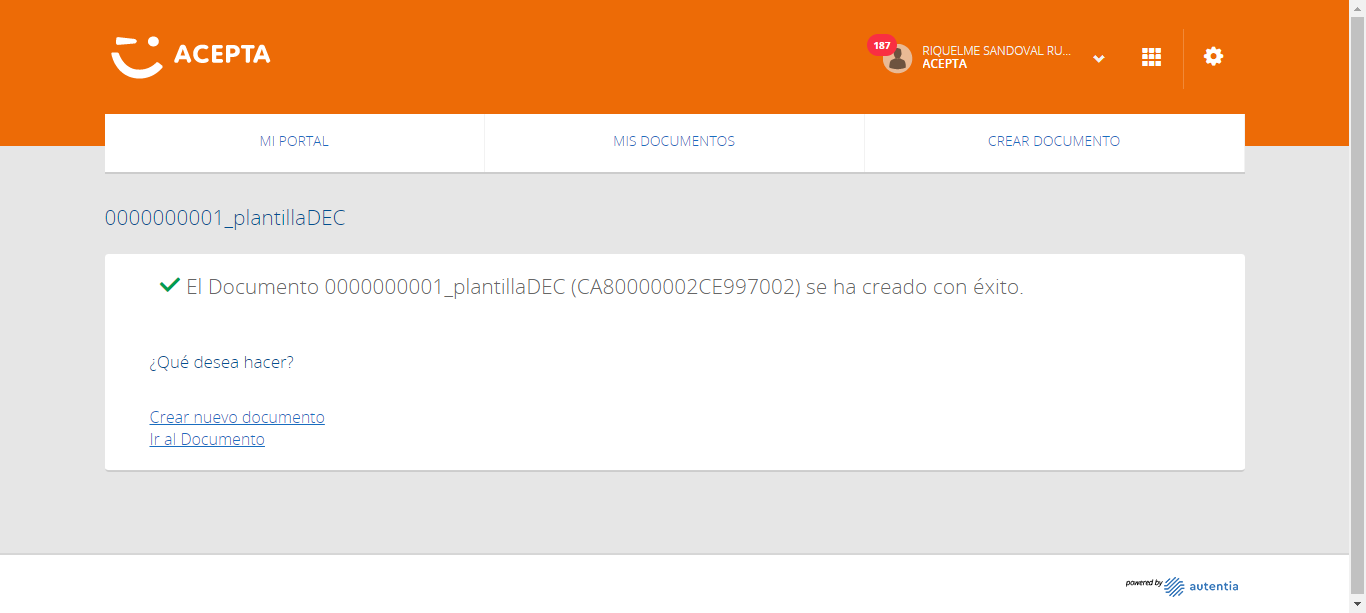 ACEPTA
187
RIQUELME SANDOVAL RU...
ACEPTA
MI PORTAL
MIS DOCUMENTOS
CREAR DOCUMENTO
0000000001_plantillaDEC
El Documento 0000000001_plantillaDEC (CA80000002CE997002) se ha creado con éxito.
¿Qué desea hacer?
Crear nuevo documento
Ir al Documento
powered by autentia